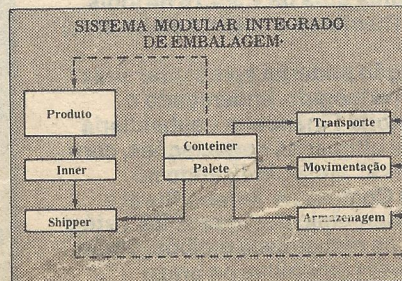 SISTEMA MODULAR INTEGRADO
DE EMBALAGEM
Produto
Inner
Shipper
Conteiner
Palete
Transporte
Movimentação
Armazenagem